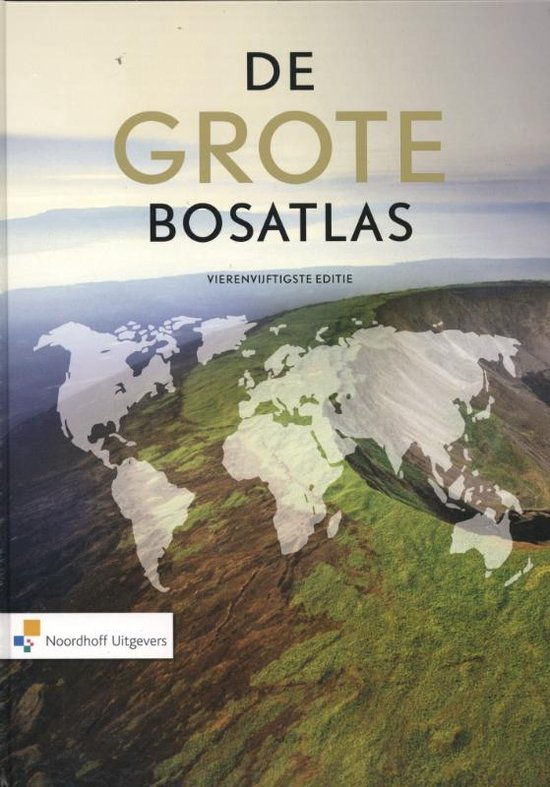 DE
GROTE
BOSATLAS
VIERENVIJFTIGSTE EDITIE
Noordhoff Uitgevers